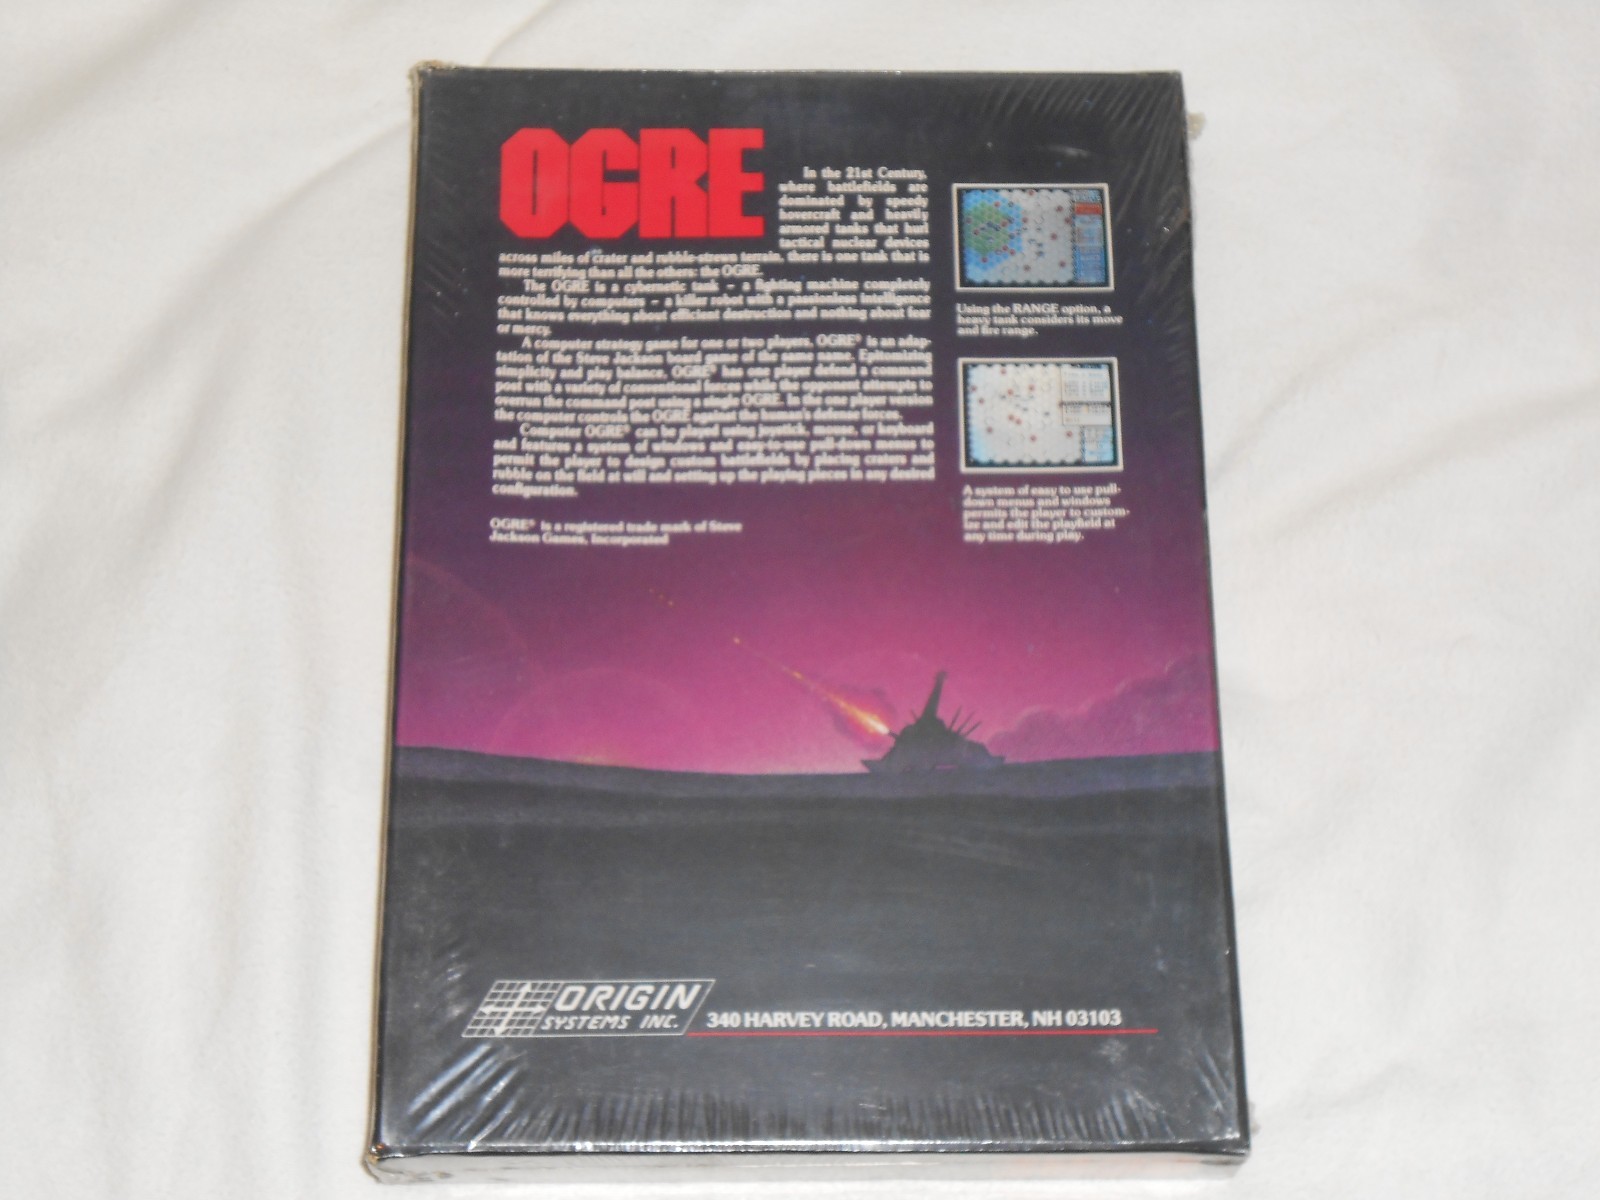 OGRE
In the 21st Century,
where battlefields are
dominated by speedy
hovercraft and heavily
armored tanks that hurl
tactical nuclear devices
across miles of crater and rubble-strewn terrain, there is one tank that is
more terrifying than all the others: the OGRE.
The OGRE is a cybernetic tank – a fighting machine completely
controlled by computers – a killer robot with a passionless intelligence
that knows everything about efficient destruction and nothing about fear
or mercy.
A computer strategy game for one or two players, OGRE® is an adap-
tation of the Steve Jackson board game of the same name. Epitomizing
simplicity and play balance, OGRE® has one player defend a command
post with a variety of conventional forces while the opponent attempts to
overrun the command post using a single OGRE. In the one player version
the computer controls the OGRE against the human's defense forces.
Computer OGRE® can be played using joystick, mouse, or keyboard
and features a system of windows and easy-to-use pull-down menus to
permit the player to design custom battlefields by placing craters and
rubble on the field at will and setting up the playing pieces in any desired
configuration.
OGRE® is a registered trade mark of Steve
Jackson Games, Incorporated
Using the RANGE option, a
heavy tank considers its move
and fire range.
A system of easy to use pull-
down menus and windows
permits the player to custom-
ize and edit the playfield at
any time during play.
ORIGIN
SYSTEMS INC.
340 HARVEY ROAD, MANCHESTER, NH 03103